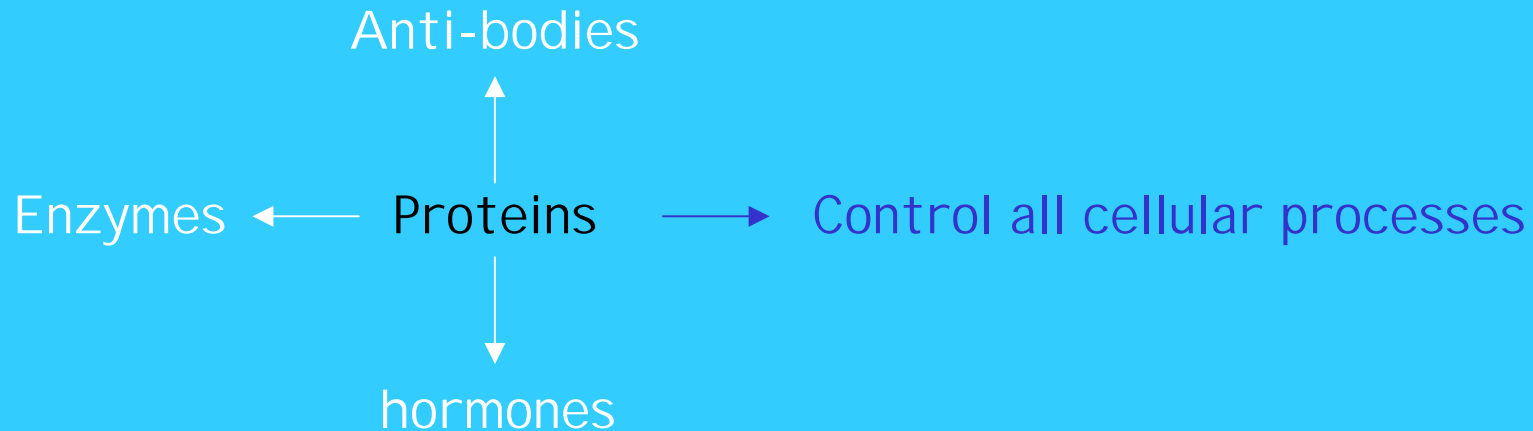 Anti-bodies
Enzymes Proteins Control all cellular processes
hormones